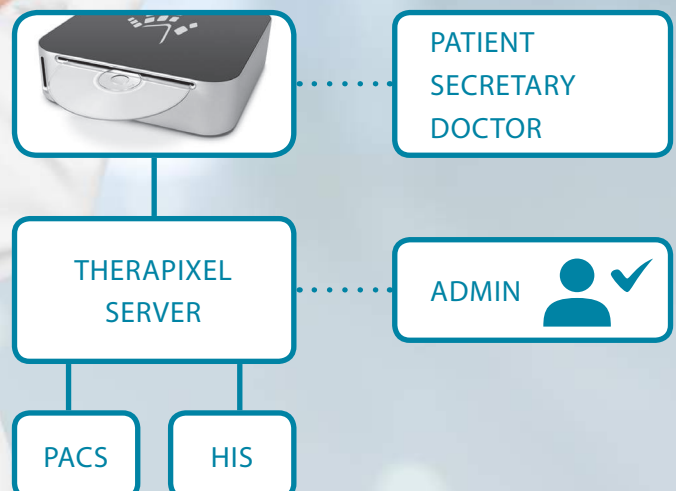 PATIENT
SECRETARY
DOCTOR
THERAPIXEL
SERVER
ADMIN
PACS
HIS